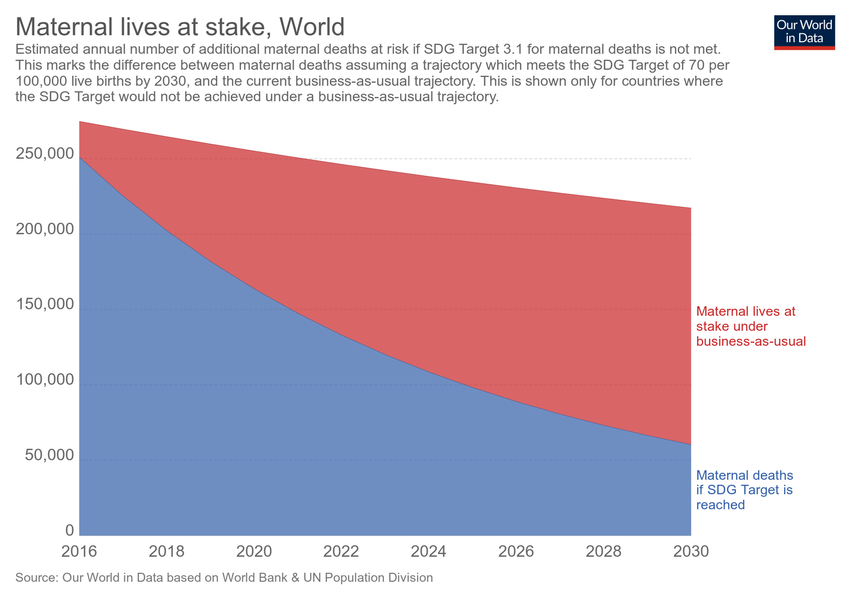 Maternal lives at stake, World
Our World
in Data
Estimated annual number of additional maternal deaths at risk if SDG Target 3.1 for maternal deaths is not met.
This marks the difference between maternal deaths assuming a trajectory which meets the SDG Target of 70 per
100,000 live births by 2030, and the current business-as-usual trajectory. This is shown only for countries where
the SDG Target would not be achieved under a business-as-usual trajectory.
250,000
200,000
150,000
100,000
50,000
0
Maternal lives at
stake under
business-as-usual
Maternal deaths
if SDG Target is
reached
2016 2018 2020 2022 2024 2026 2028 2030
Source: Our World in Data based on World Bank & UN Population Division